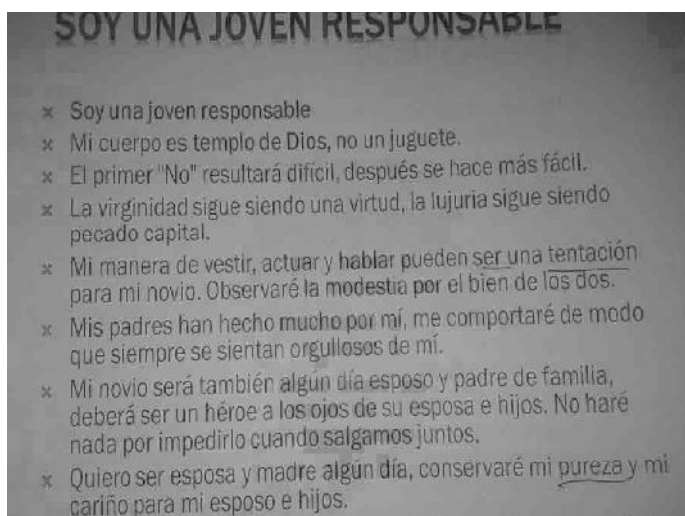 SOY UNA JOVEN RESPONSABLE
× Soy una joven responsable
× Mi cuerpo es templo de Dios, no un juguete.
× El primer "No" resultará difícil, después se hace más fácil.
× La virginidad sigue siendo una virtud, la lujuria sigue siendo
pecado capital.
× Mi manera de vestir, actuar y hablar pueden ser una tentación
para mi novio. Observaré la modestia por el bien de los dos.
× Mis padres han hecho mucho por mí, me comportaré de modo
que siempre se sientan orgullosos de mí.
× Mi novio será también algún día esposo y padre de familia,
deberá ser un héroe a los ojos de su esposa e hijos. No haré
nada por impedirlo cuando salgamos juntos.
× Quiero ser esposa y madre algún día, conservaré mi pureza y mi
cariño para mi esposo e hijos.